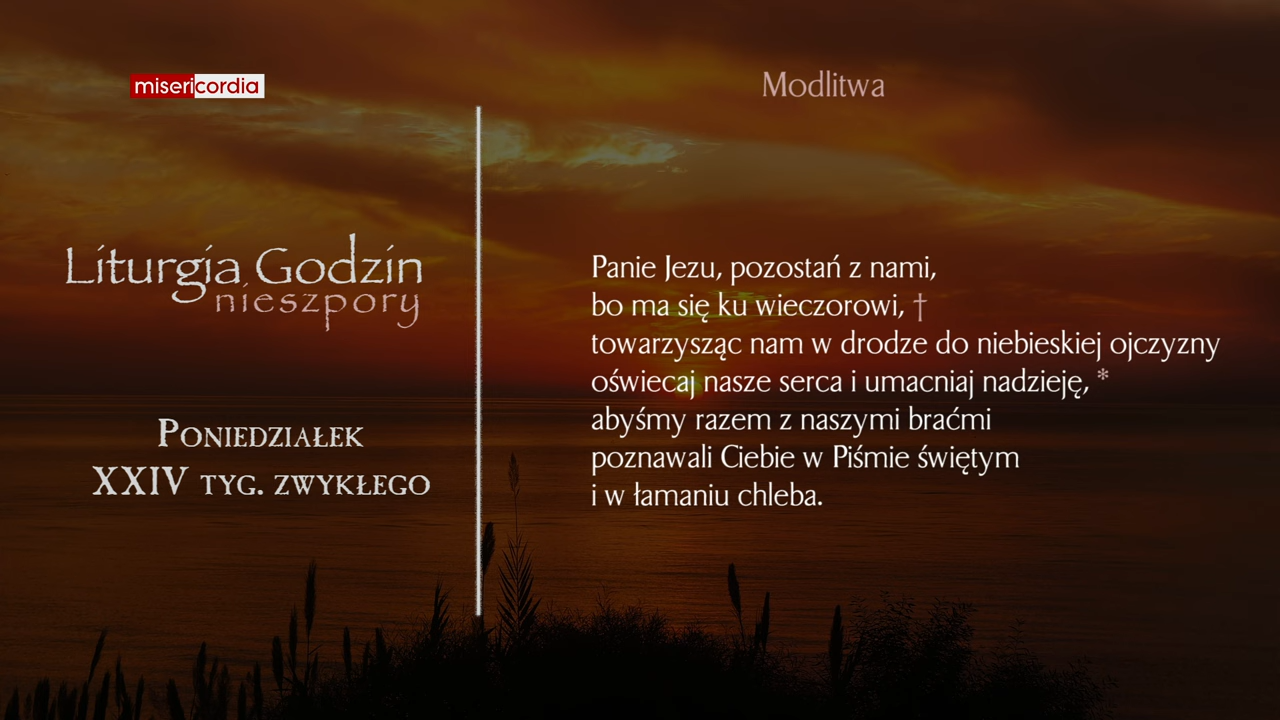 misericordia
Liturgia Godzin
nieszpory
Poniedziałek
XXIV tyg. zwykłego
Modlitwa
Panie Jezu, pozostań z nami,
bo ma się ku wieczorowi, †
towarzysząc nam w drodze do niebieskiej ojczyzny
oświecaj nasze serca i umacniaj nadzieję, *
abyśmy razem z naszymi braćmi
poznawali Ciebie w Piśmie świętym
i w łamaniu chleba.